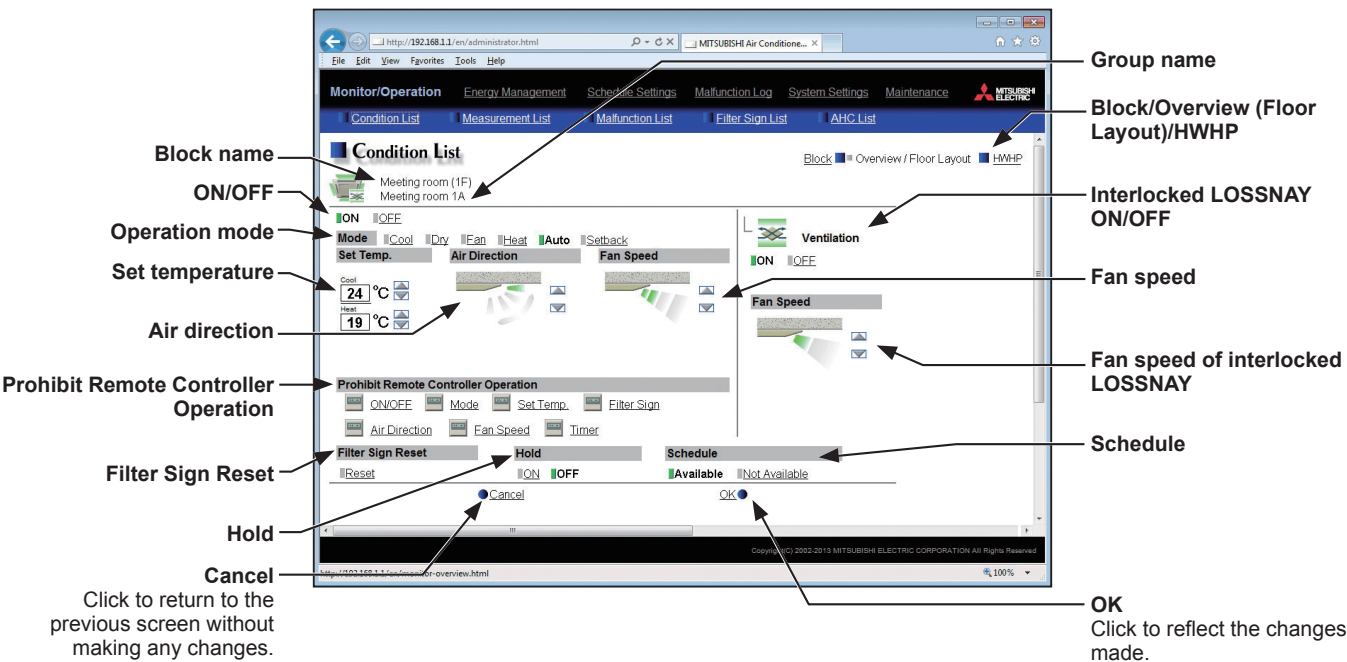 http://192.168.1.1/en/administrator.html
MITSUBISHI Air Conditione...
File Edit View Favorites Tools Help
Monitor/Operation Energy Management Schedule Settings Malfunction Log System Settings Maintenance
MITSUBISHI
ELECTRIC
Condition List Measurement List Malfunction List Filter Sign List AHC List
Condition List
Block Overview / Floor Layout HWHP
Meeting room (1F)
Meeting room 1A
ON OFF
Mode Cool Dry Fan Heat Auto Setback
Set Temp. Air Direction Fan Speed
Cool
24 °C
Heat
19 °C
Ventilation
ON OFF
Fan Speed
Prohibit Remote Controller Operation
ON/OFF Mode Set Temp. Filter Sign
Air Direction Fan Speed Timer
Filter Sign Reset Hold Schedule
Reset ON OFF Available Not Available
Cancel OK
Copyright(C) 2002-2013 MITSUBISHI ELECTRIC CORPORATION All Rights Reserved
http://192.168.1.1/en/monitor-overview.html
100%
Block name
ON/OFF
Operation mode
Set temperature
Air direction
Prohibit Remote Controller
Operation
Filter Sign Reset
Hold
Cancel
Click to return to the
previous screen without
making any changes.
Group name
Block/Overview (Floor
Layout)/HWHP
Interlocked LOSSNAY
ON/OFF
Fan speed
Fan speed of interlocked
LOSSNAY
Schedule
OK
Click to reflect the changes
made.